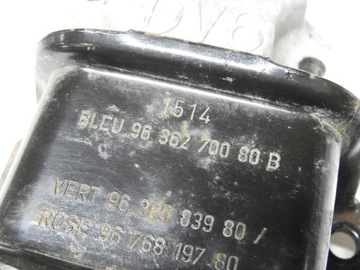 1514
BLEU 96 362 700 80 B
VERT 96 360 839 80 /
ROSE 96 768 197 80